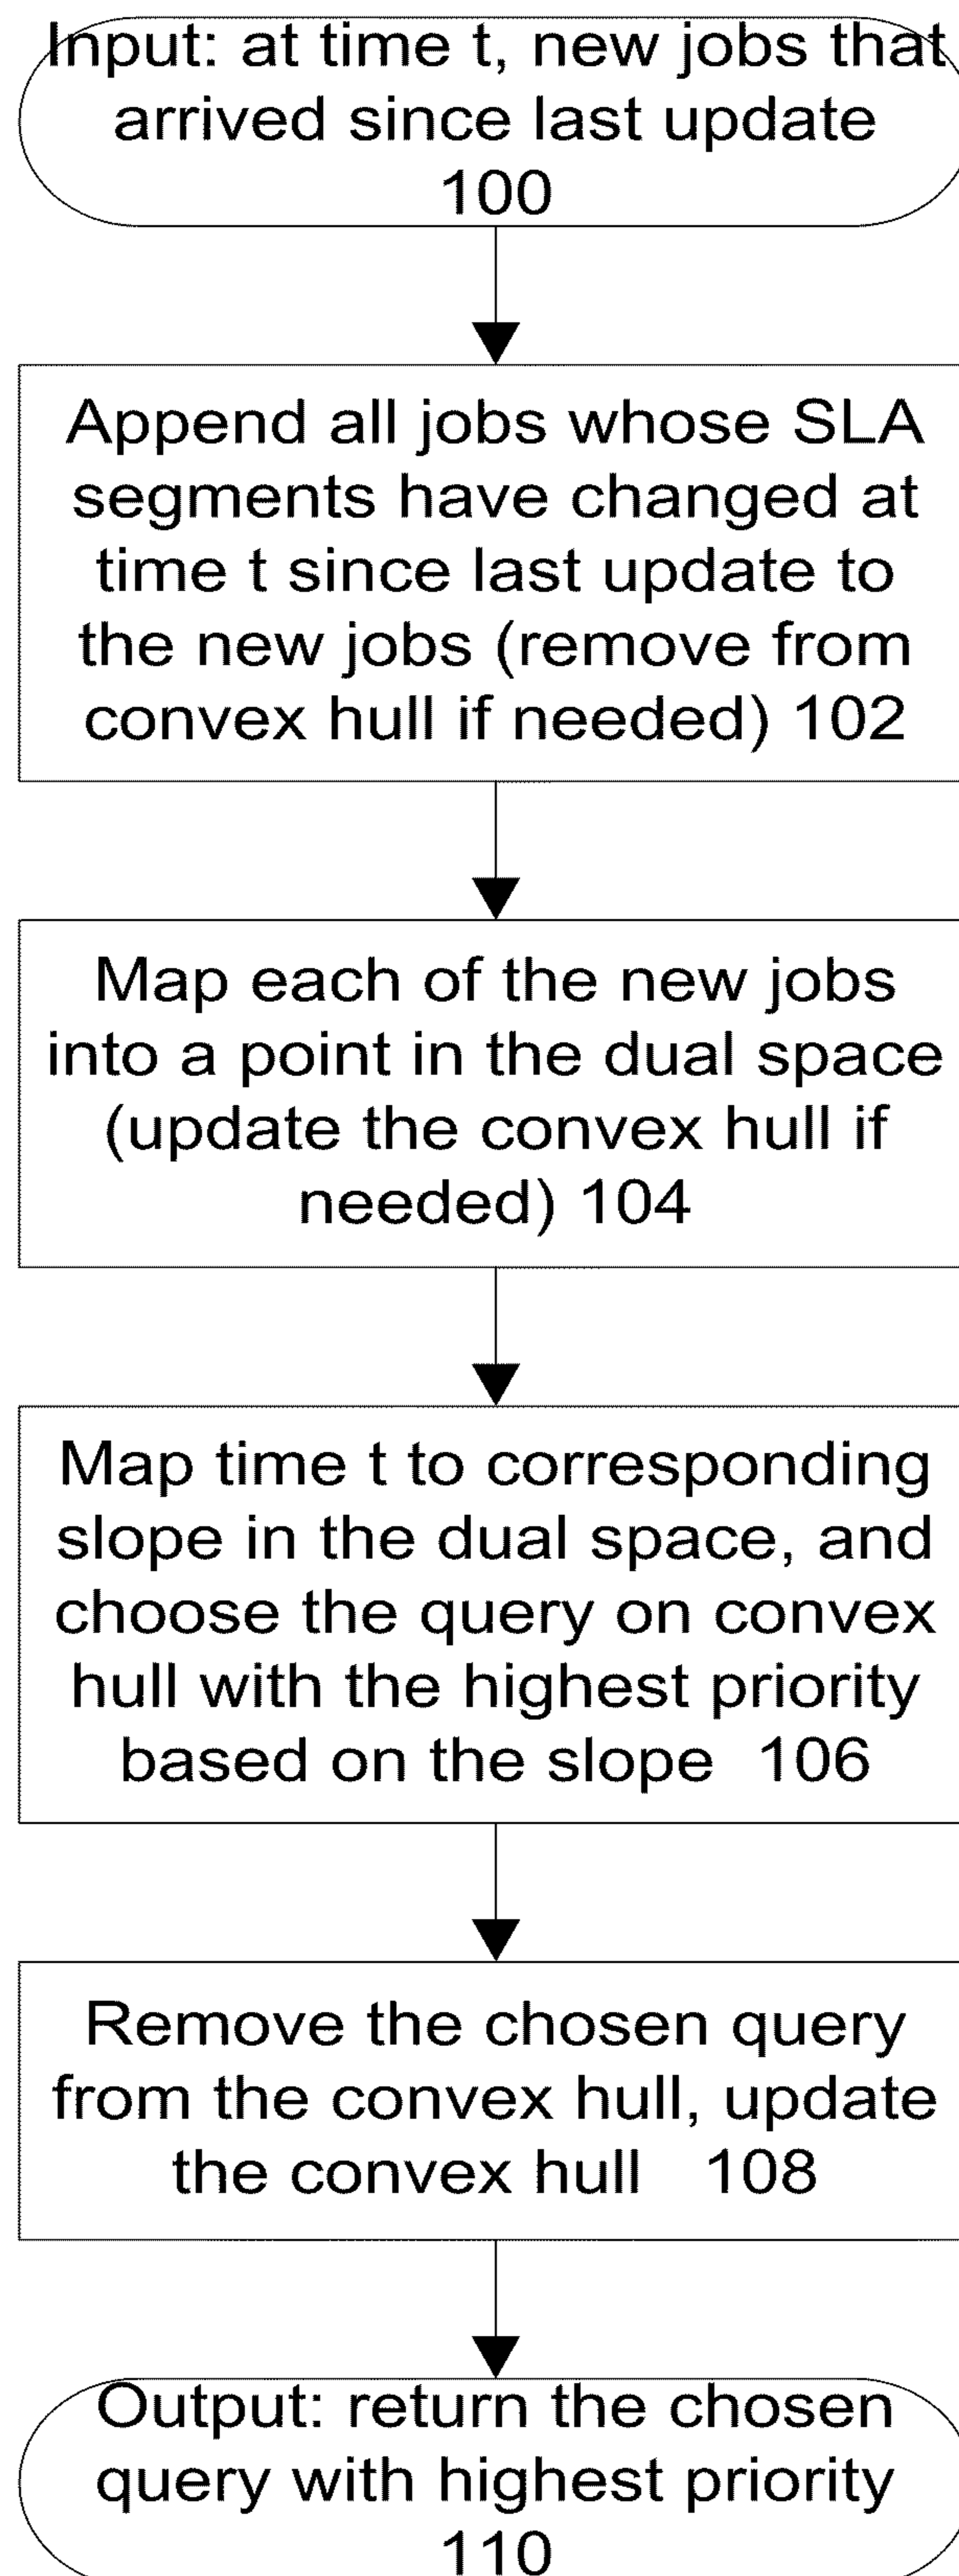 Input: at time t, new jobs that
arrived since last update
100
Append all jobs whose SLA
segments have changed at
time t since last update to
the new jobs (remove from
convex hull if needed) 102
Map each of the new jobs
into a point in the dual space
(update the convex hull if
needed) 104
Map time t to corresponding
slope in the dual space, and
choose the query on convex
hull with the highest priority
based on the slope 106
Remove the chosen query
from the convex hull, update
the convex hull 108
Output: return the chosen
query with highest priority
110